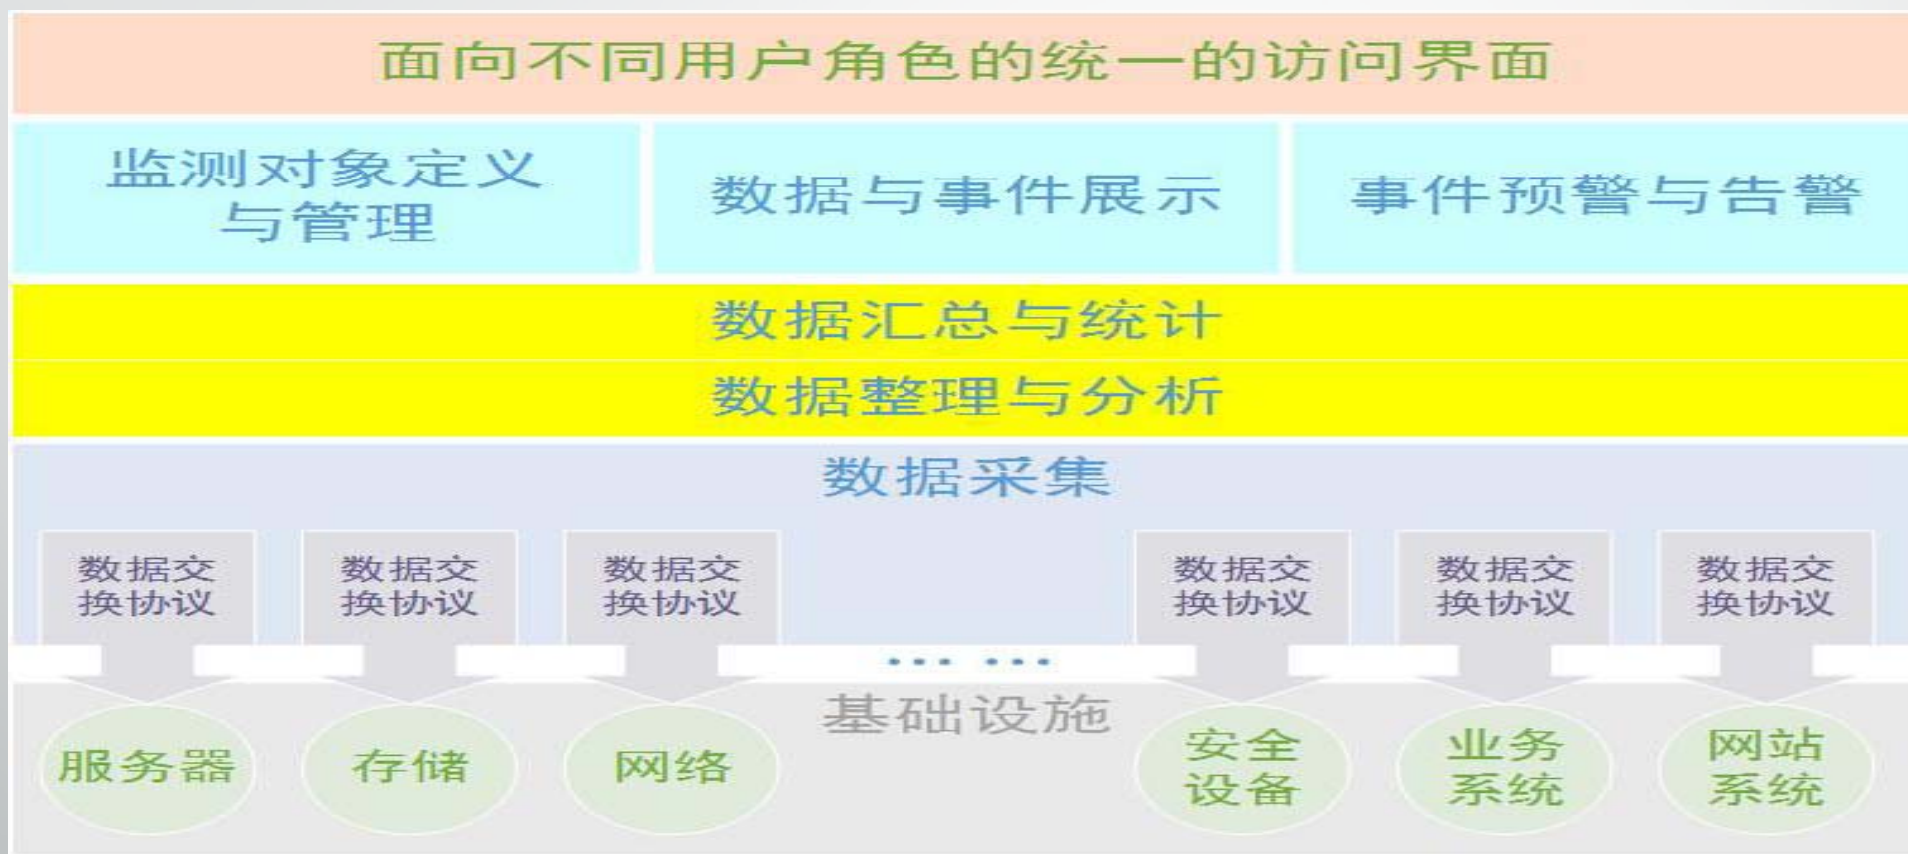 面向不同用户角色的统一的访问界面
监测对象定义
与管理
数据与事件展示
事件预警与告警
数据汇总与统计
数据整理与分析
数据采集
数据交
换协议
数据交
换协议
数据交
换协议
数据交
换协议
数据交
换协议
数据交
换协议
… …
基础设施
服务器
存储
网络
安全
设备
业务
系统
网站
系统